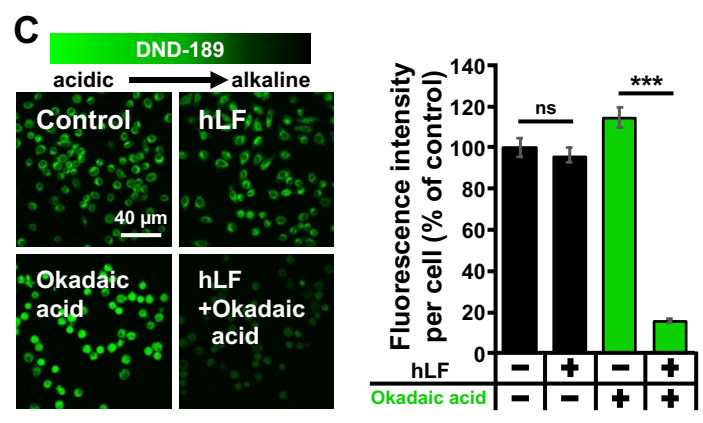 C
DND-189
acidic alkaline
Control
hLF
40 µm
Okadaic
acid
hLF
+Okadaic
acid
Fluorescence intensity
per cell (% of control)
140
120
100
80
60
40
20
0
ns
***
hLF − + − +
Okadaic acid − − + +